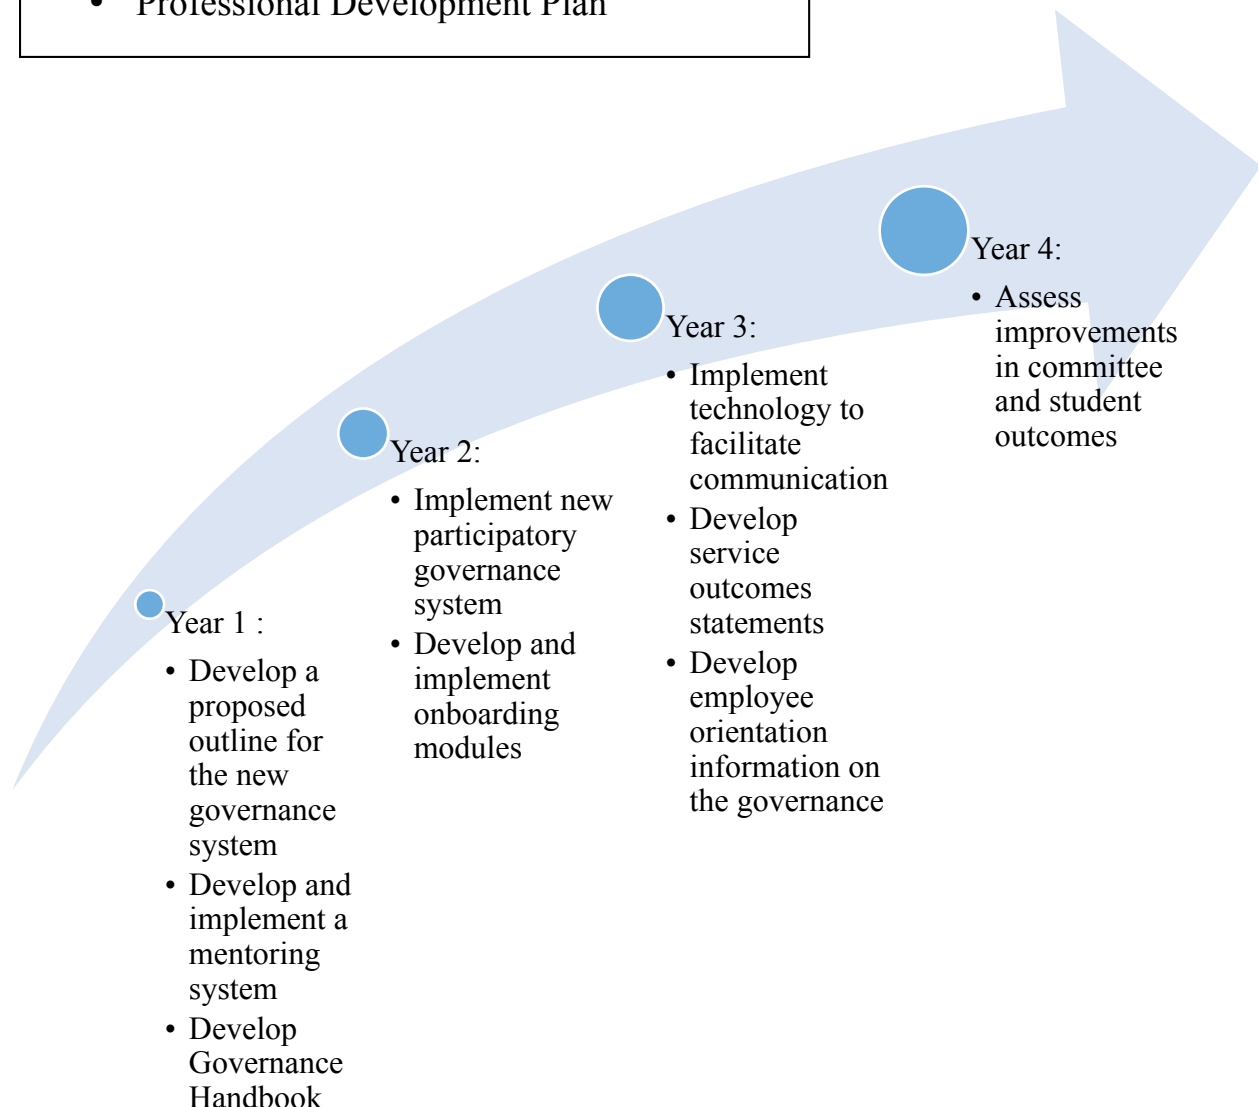 • Professional Development Plan
Year 1 :
• Develop a
proposed
outline for
the new
governance
system
• Develop and
implement a
mentoring
system
• Develop
Governance
Handbook
Year 2:
• Implement new
participatory
governance
system
• Develop and
implement
onboarding
modules
Year 3:
• Implement
technology to
facilitate
communication
• Develop
service
outcomes
statements
• Develop
employee
orientation
information on
the governance
Year 4:
• Assess
improvements
in committee
and student
outcomes